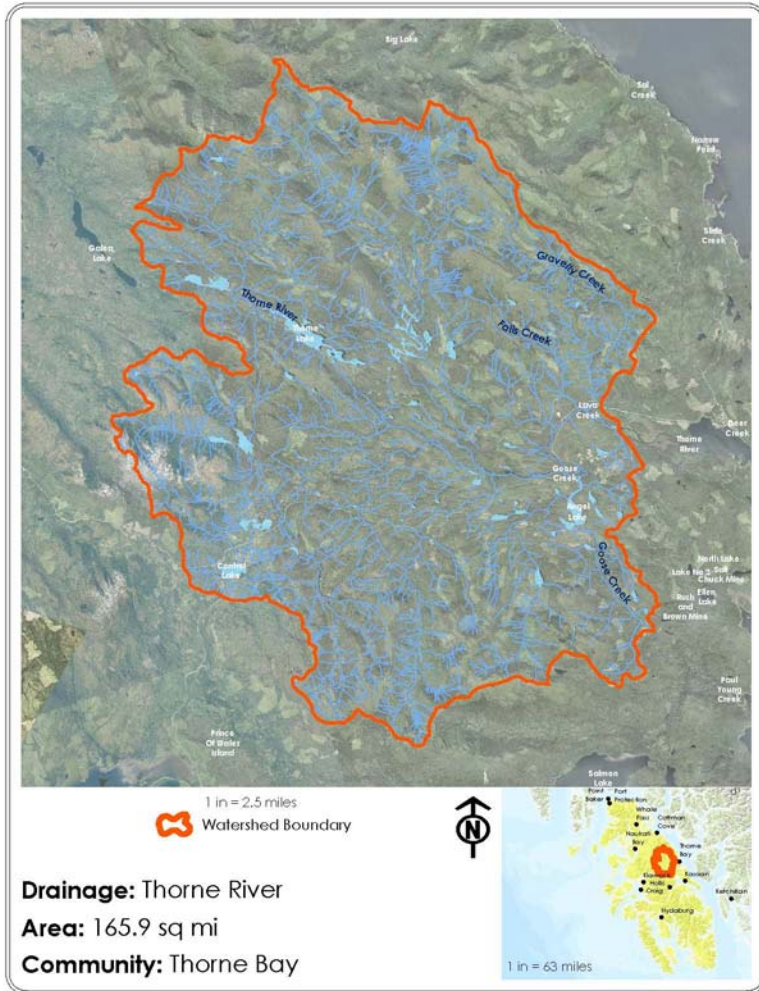 Big Lake
Sal
Creek
Narrow
Point
Slide
Creek
Galea
Lake
Gravelly Creek
Thorne River
Thorne
Lake
Falls Creek
Lava
Creek
Deer
Creek
Thorne
River
Goose
Creek
Angel
Lake
Goose Creek
North Lake
Lake No 3
Salt
Chuck Mine
Ellen
Lake
Rush
and
Brown Mine
Control
Lake
Paul
Young
Creek
Prince
Of Wales
Island
Salmon
Lake
1 in = 2.5 miles
Watershed Boundary
N
Point
Baker
Port
Protection
Whale
Pass
Coffman
Cove
Naukati
Bay
Thorne
Bay
Klawock
Kasaan
Hollis
Craig
Ketchikan
Hydaburg
1 in = 63 miles
Drainage: Thorne River
Area: 165.9 sq mi
Community: Thorne Bay